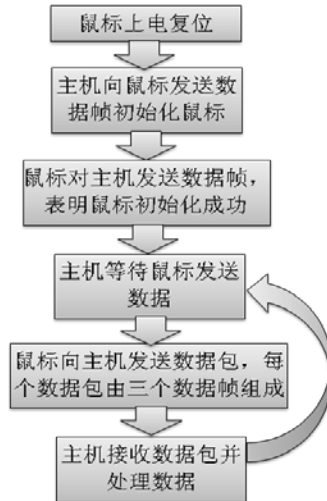 鼠标上电复位
主机向鼠标发送数
据帧初始化鼠标
鼠标对主机发送数据帧，
表明鼠标初始化成功
主机等待鼠标发送
数据
鼠标向主机发送数据包，每
个数据包由三个数据帧组成
主机接收数据包并
处理数据